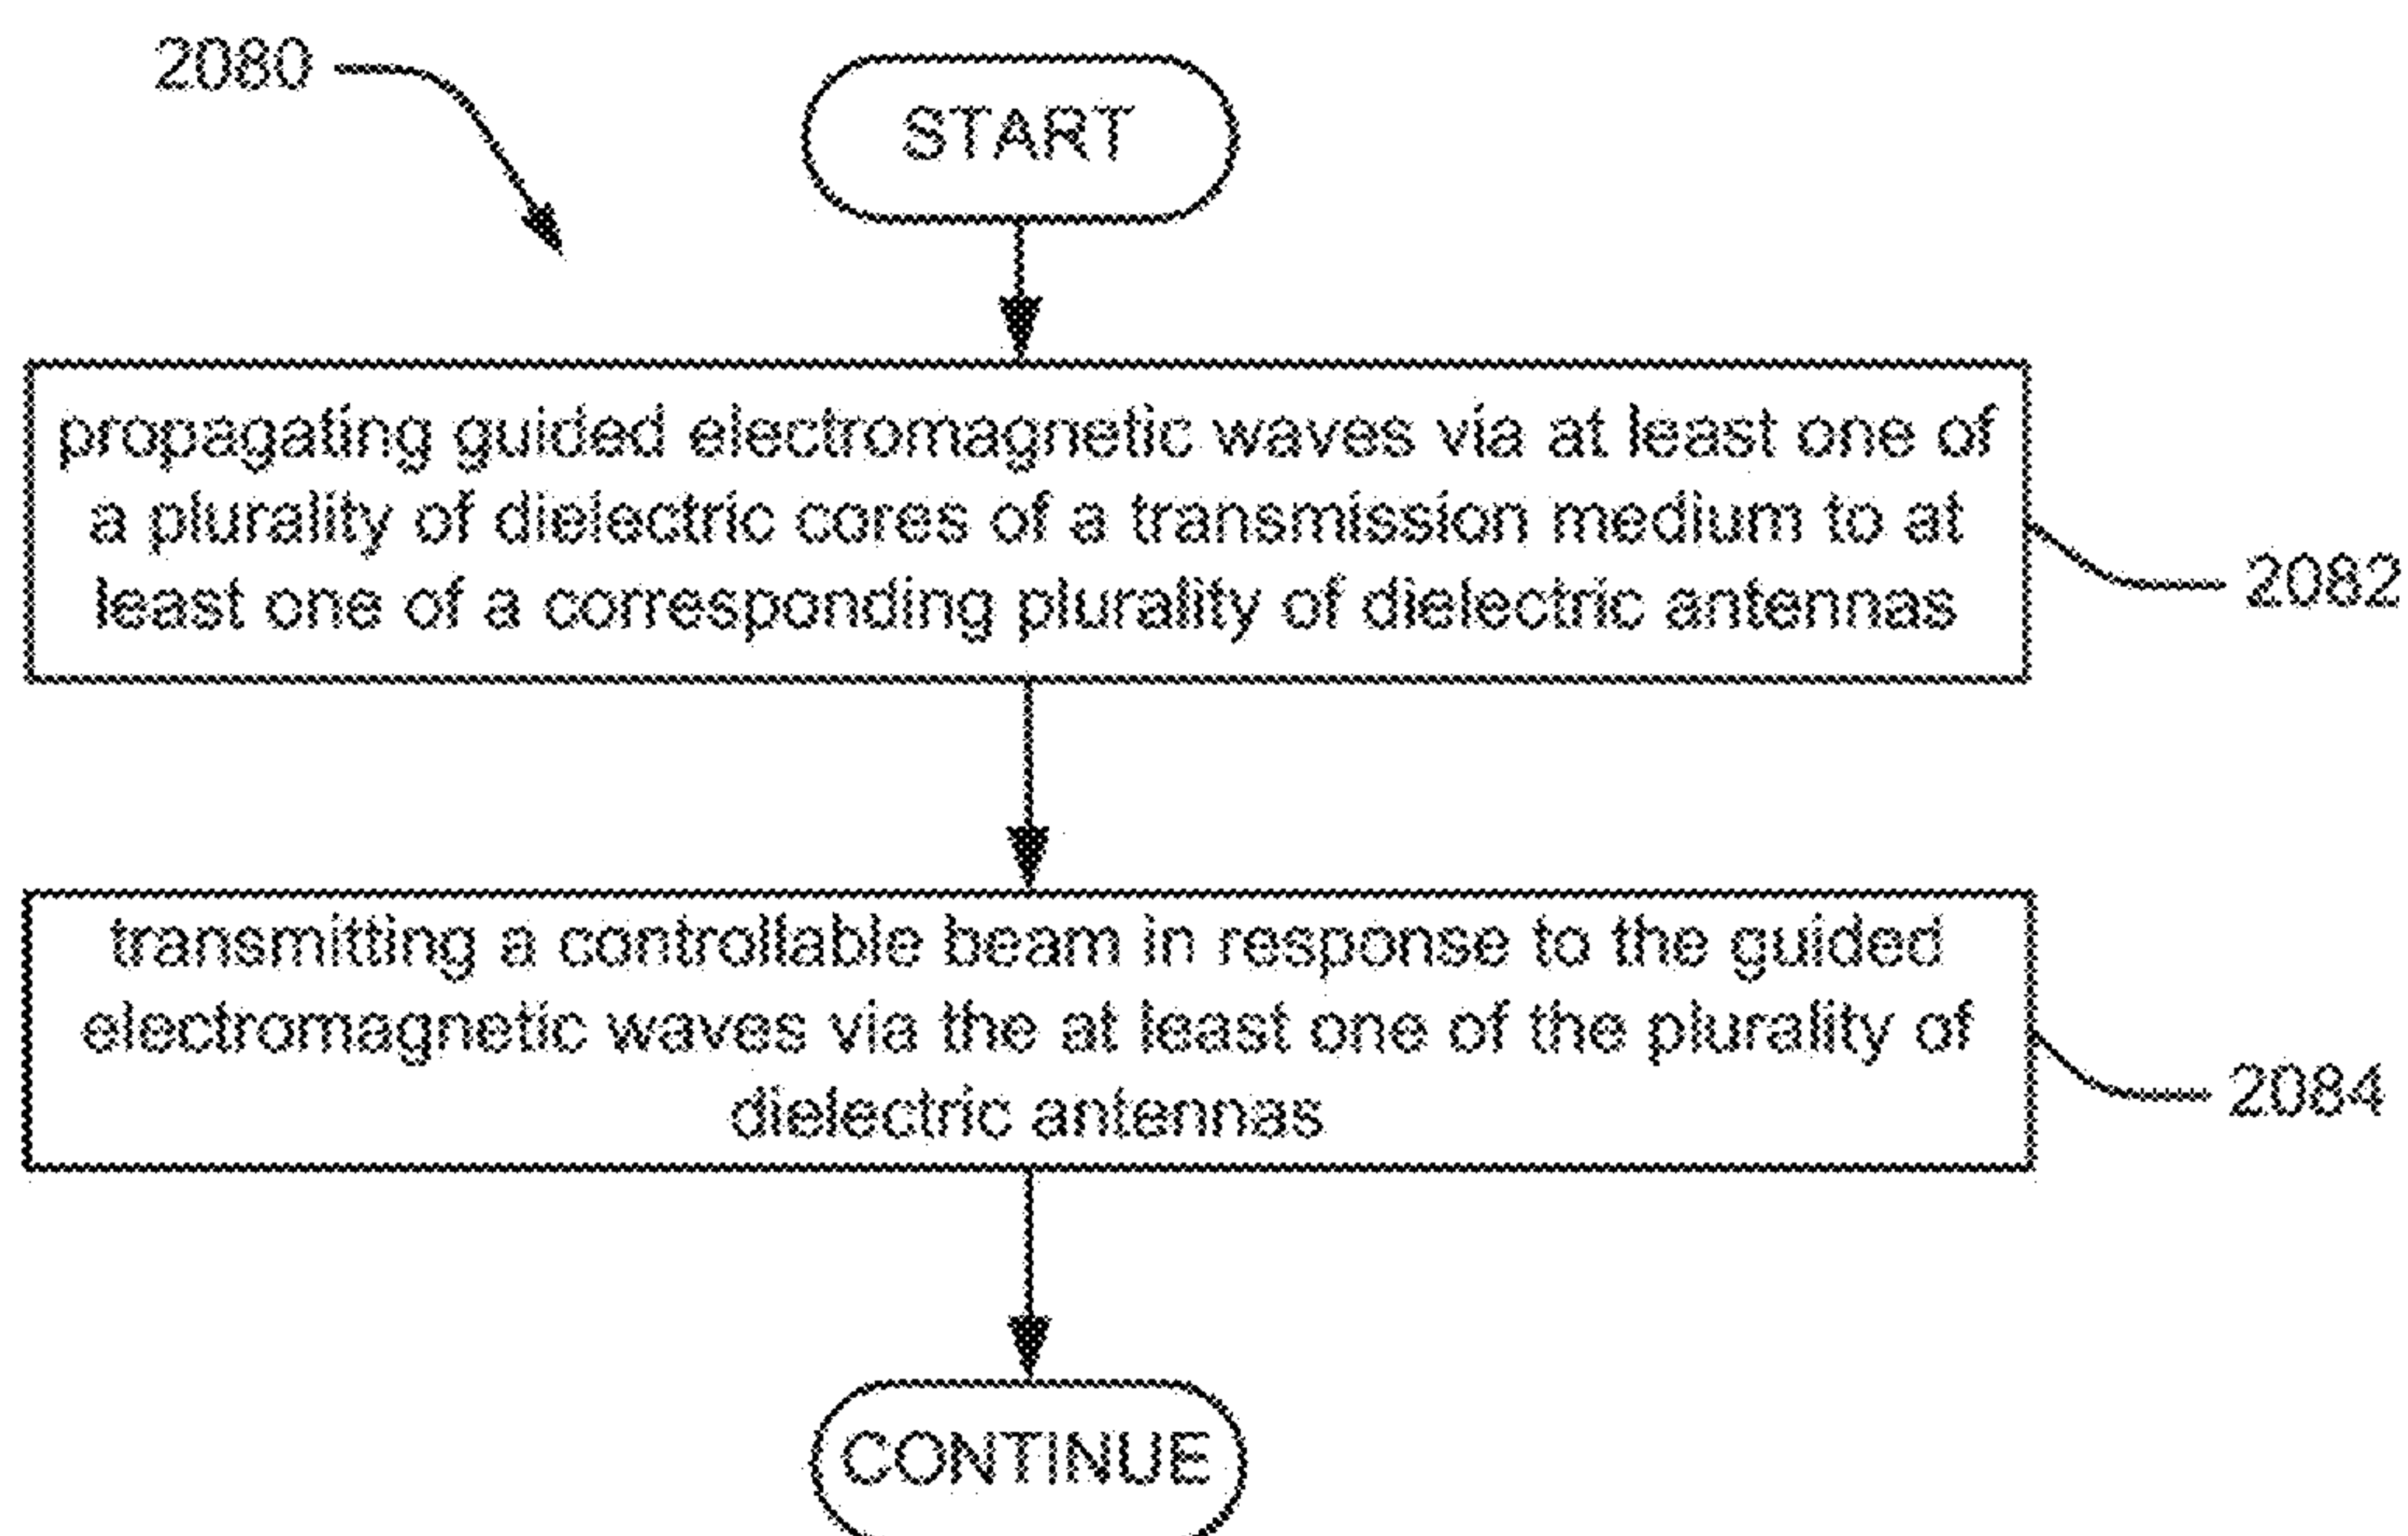 2080
START
propagating guided electromagnetic waves via at least one of
a plurality of dielectric cores of a transmission medium to at
least one of a corresponding plurality of dielectric antennas
2082
transmitting a controllable beam in response to the guided
electromagnetic waves via the at least one of the plurality of
dielectric antennas
2084
CONTINUE